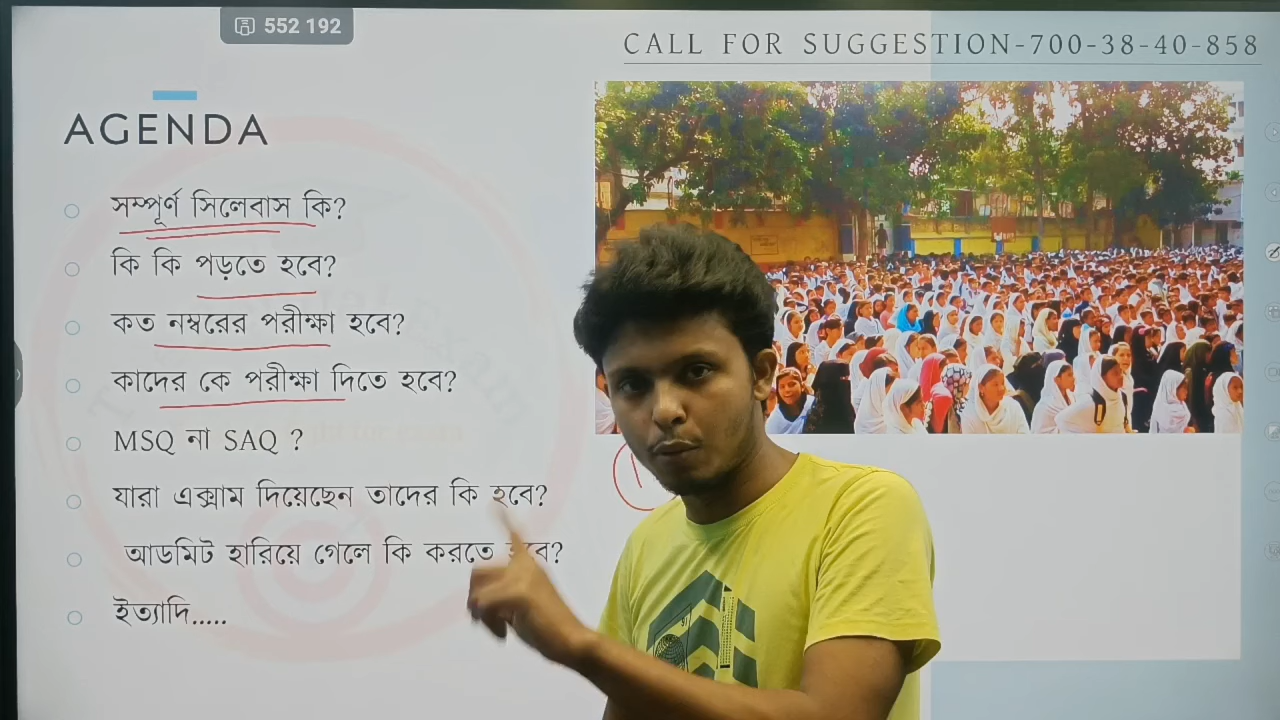 552 192
CALL FOR SUGGESTION-700-38-40-858
AGENDA
সম্পূর্ণ সিলেবাস কি?
কি কি পড়তে হবে?
কত নম্বরের পরীক্ষা হবে?
কাদের কে পরীক্ষা দিতে হবে?
MSQ না SAQ ?
যারা এক্সাম দিয়েছেন তাদের কি হবে?
আডমিট হারিয়ে গেলে কি করতে হবে?
ইত্যাদি.....